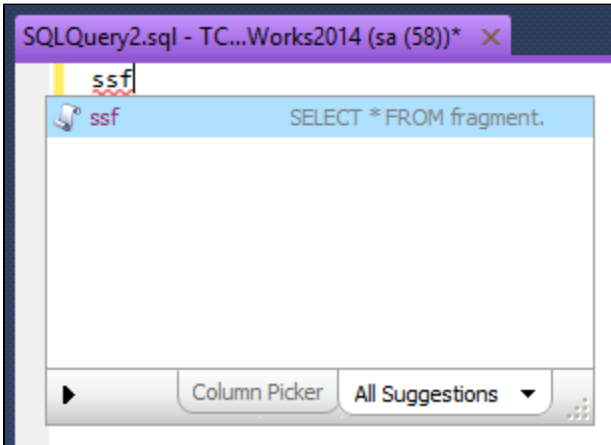 SQLQuery2.sql - TC...Works2014 (sa (58))* ×
ssf
ssf SELECT * FROM fragment.
Column Picker All Suggestions